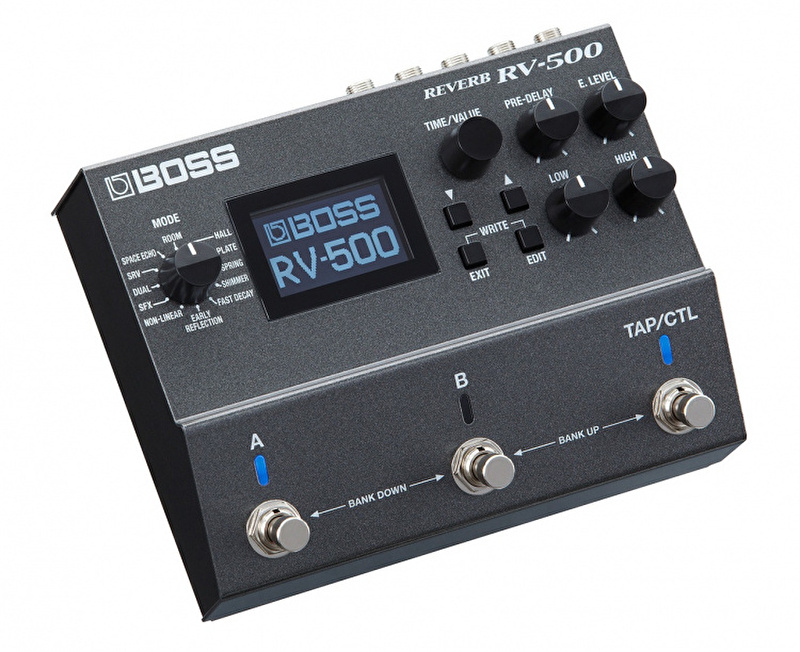 REVERB RV-500
TIME/VALUE
PRE-DELAY
E. LEVEL
LOW
HIGH
▼
▲
WRITE
EXIT
EDIT
BOSS
BOSS
RV-500
MODE
ROOM
HALL
SPACE ECHO
PLATE
SRV
SPRING
DUAL
SHIMMER
SFX
FAST DECAY
NON-LINEAR
EARLY
REFLECTION
A
B
TAP/CTL
BANK DOWN
BANK UP